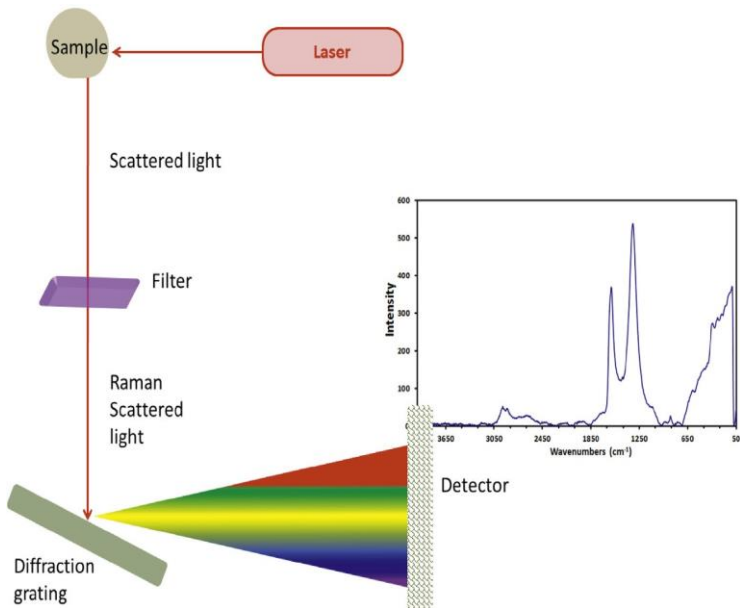 Sample
Laser
Scattered light
Filter
Raman
Scattered
light
Diffraction
grating
Detector
600
500
400
300
200
100
Intensity
3650 3050 2450 1850 1250 650 50
Wavenumbers (cm⁻¹)